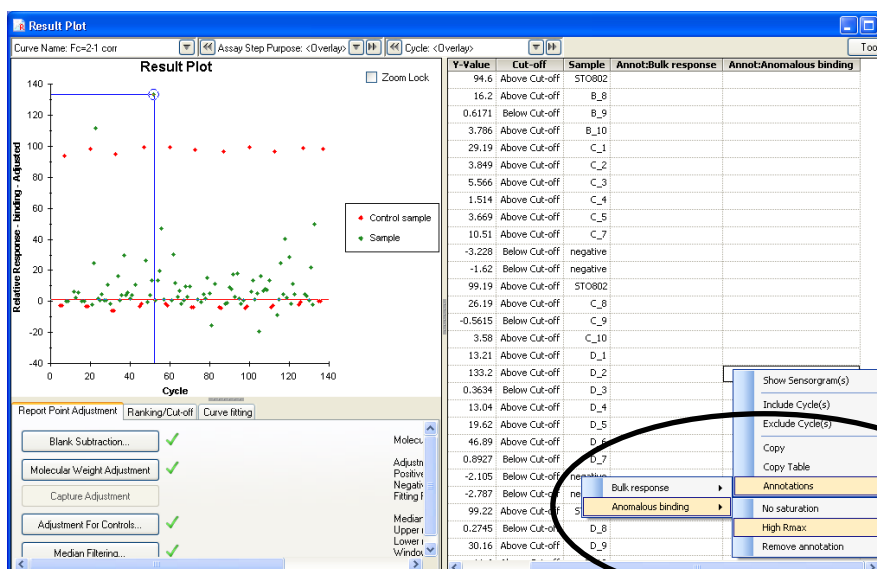 Result Plot
Curve Name: Fc=2-1 corr Assay Step Purpose: <Overlay> Cycle: <Overlay>
Result Plot
Zoom Lock
Relative Response - binding - Adjusted
140
120
100
80
60
40
20
0
-20
-40
0 20 40 60 80 100 120 140
Cycle
Control sample
Sample
Report Point Adjustment Ranking/Cut-off Curve fitting
Blank Subtraction...
Molecular Weight Adjustment
Capture Adjustment
Adjustment For Controls...
Median Filtering...
Y-Value Cut-off Sample Annot:Bulk response Annot:Anomalous binding
94.6 Above Cut-off STO802
16.2 Above Cut-off B_8
0.6171 Below Cut-off B_9
3.786 Above Cut-off B_10
29.19 Above Cut-off C_1
3.849 Above Cut-off C_2
5.566 Above Cut-off C_3
1.514 Above Cut-off C_4
3.669 Above Cut-off C_5
10.51 Above Cut-off C_7
-3.228 Below Cut-off negative
-1.62 Below Cut-off negative
99.19 Above Cut-off STO802
26.19 Above Cut-off C_8
-0.5615 Below Cut-off C_9
3.58 Above Cut-off C_10
13.21 Above Cut-off D_1
133.2 Above Cut-off D_2
0.3634 Below Cut-off D_3
13.04 Above Cut-off D_4
19.62 Above Cut-off D_5
46.89 Above Cut-off D_6
0.8927 Below Cut-off D_7
-2.105 Below Cut-off negative
-2.787 Below Cut-off
99.22 Above Cut-off
0.2745 Below Cut-off D_8
30.16 Above Cut-off D_9
Show Sensorgram(s)
Include Cycle(s)
Exclude Cycle(s)
Copy
Copy Table
Annotations
Bulk response
Anomalous binding
No saturation
High Rmax
Remove annotation